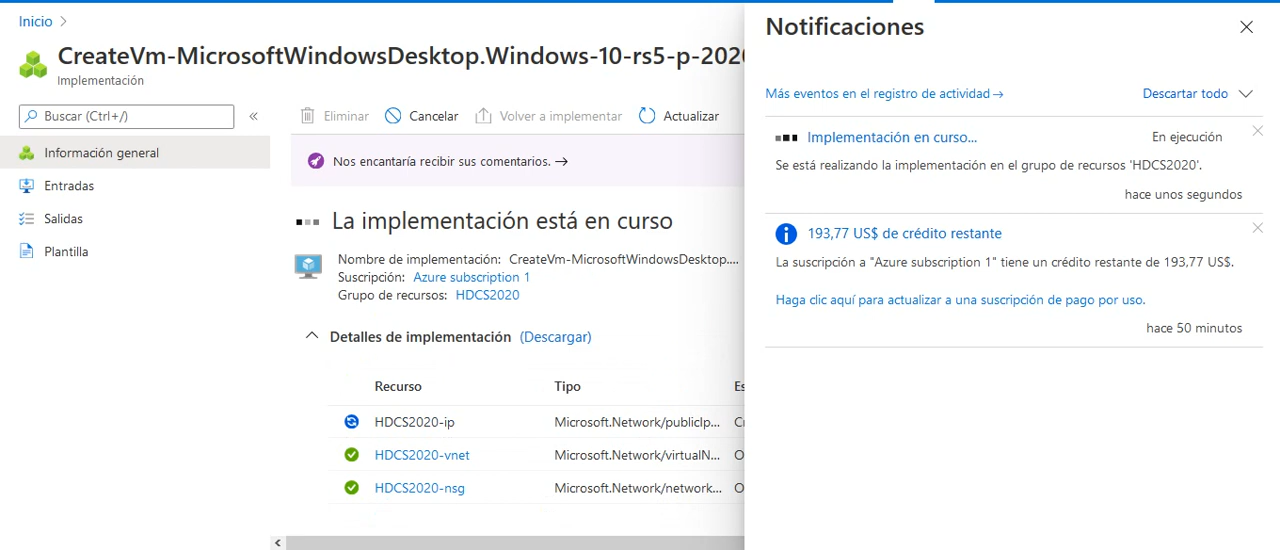 Inicio
CreateVm-MicrosoftWindowsDesktop.Windows-10-rs5-p-2020
Implementación
Buscar (Ctrl+/)
Información general
Entradas
Salidas
Plantilla
Eliminar Cancelar Volver a implementar Actualizar
Nos encantaría recibir sus comentarios. →
La implementación está en curso
Nombre de implementación: CreateVm-MicrosoftWindowsDesktop....
Suscripción: Azure subscription 1
Grupo de recursos: HDCS2020
Detalles de implementación (Descargar)
Recurso Tipo Es
HDCS2020-ip Microsoft.Network/publicIp... Cr
HDCS2020-vnet Microsoft.Network/virtualN... O
HDCS2020-nsg Microsoft.Network/network... O
Notificaciones
Más eventos en el registro de actividad → Descartar todo
Implementación en curso... En ejecución
Se está realizando la implementación en el grupo de recursos 'HDCS2020'.
hace unos segundos
193,77 US$ de crédito restante
La suscripción a "Azure subscription 1" tiene un crédito restante de 193,77 US$.
Haga clic aquí para actualizar a una suscripción de pago por uso.
hace 50 minutos